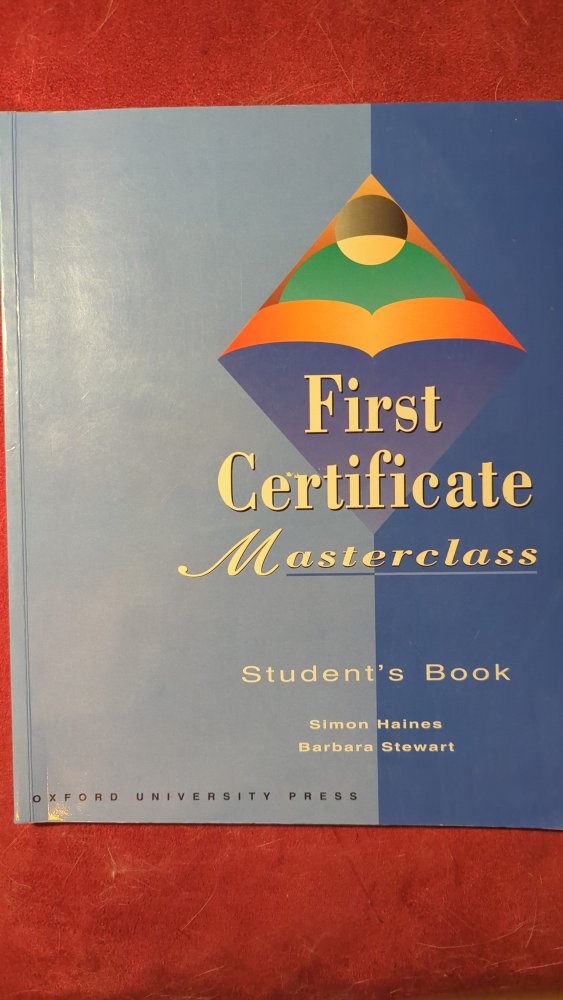 First
Certificate
Masterclass
Student's Book
Simon Haines
Barbara Stewart
OXFORD UNIVERSITY PRESS